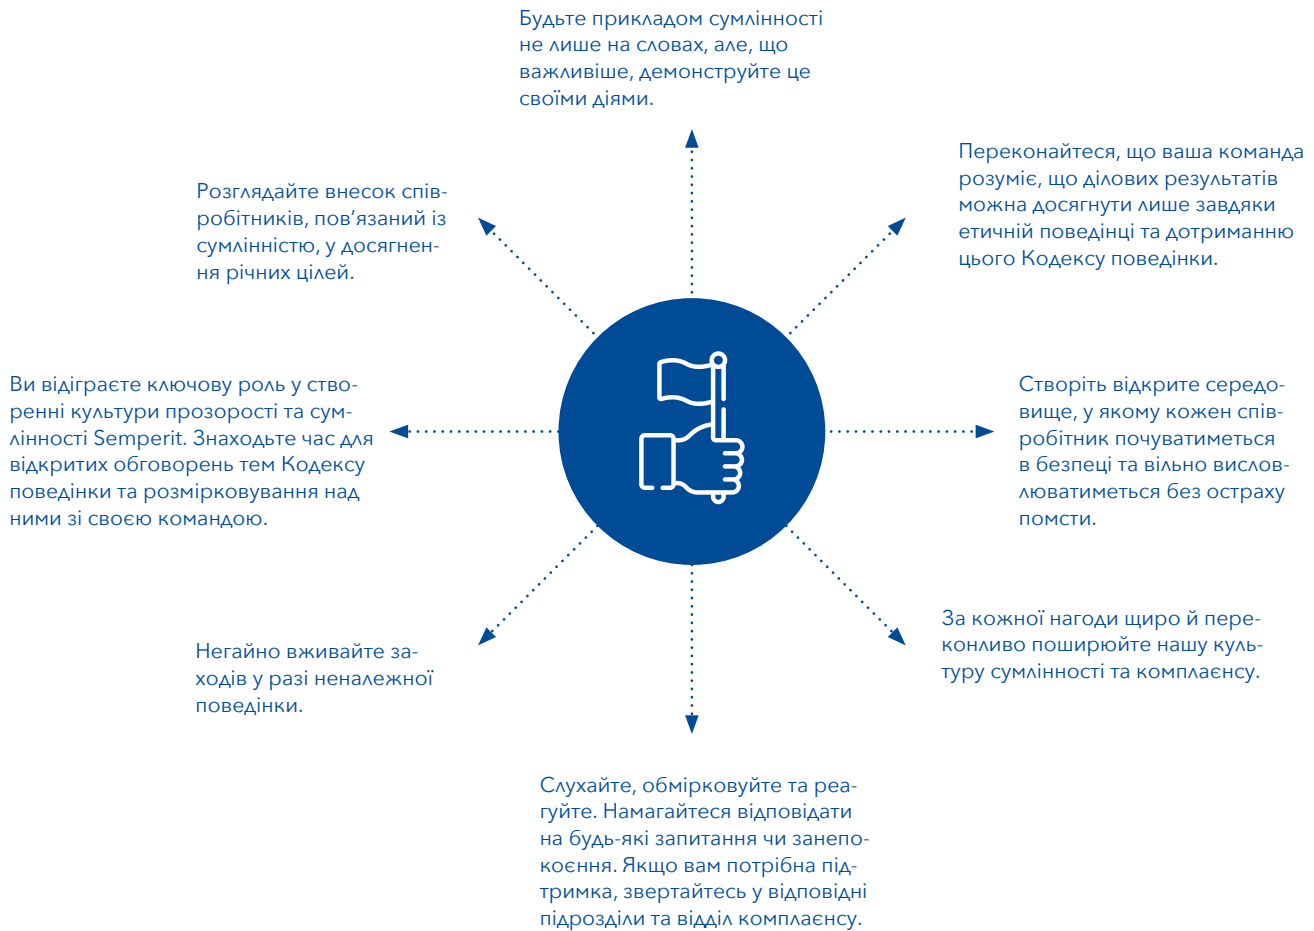 Будьте прикладом сумлінності
не лише на словах, але, що
важливіше, демонструйте це
своїми діями.
Переконайтеся, що ваша команда
розуміє, що ділових результатів
можна досягнути лише завдяки
етичній поведінці та дотриманню
цього Кодексу поведінки.
Розглядайте внесок спів-
робітників, пов’язаний із
сумлінністю, у досягнен-
ня річних цілей.
Ви відіграєте ключову роль у ство-
ренні культури прозорості та сум-
лінності Semperit. Знаходьте час для
відкритих обговорень тем Кодексу
поведінки та розмірковування над
ними зі своєю командою.
Створіть відкрите середо-
вище, у якому кожен спів-
робітник почуватиметься
в безпеці та вільно вислов-
люватиметься без остраху
помсти.
За кожної нагоди щиро й пере-
конливо поширюйте нашу куль-
туру сумлінності та комплаєнсу.
Негайно вживайте за-
ходів у разі неналежної
поведінки.
Слухайте, обмірковуйте та реа-
гуйте. Намагайтеся відповідати
на будь-які запитання чи занепо-
коєння. Якщо вам потрібна під-
тримка, звертайтесь у відповідні
підрозділи та відділ комплаєнсу.